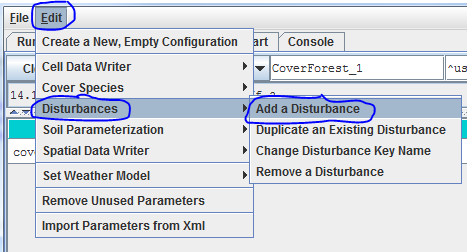 File Edit
Run art Console
Create a New, Empty Configuration
Cell Data Writer
CoverForest_1 ^us
Cover Species
14.1
Disturbances
Add a Disturbance
Soil Parameterization
Duplicate an Existing Disturbance
cov
Spatial Data Writer
Change Disturbance Key Name
Set Weather Model
Remove a Disturbance
Remove Unused Parameters
Import Parameters from Xml